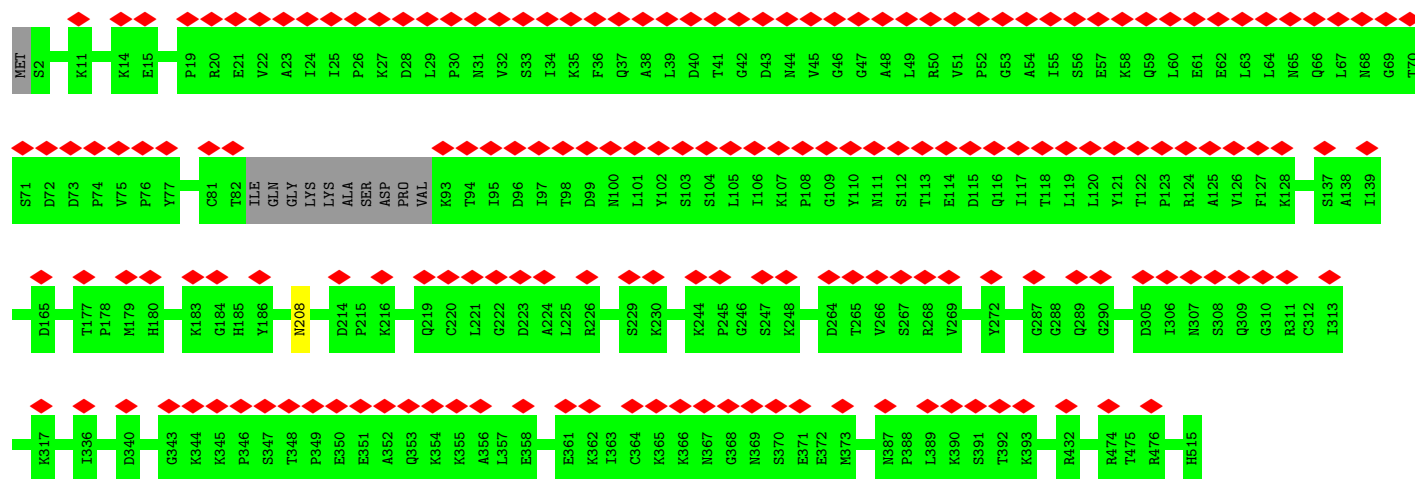 MET S2 K11 K14 E15 P19 R20 E21 V22 A23 I24 I25 P26 K27 D28 L29 P30 N31 V32 S33 I34 K35 F36 Q37 A38 L39 D40 T41 G42 D43 N44 V45 G46 G47 A48 L49 R50 V51 P52 G53 A54 I55 S56 E57 K58 Q59 L60 E61 E62 L63 L64 N65 Q66 L67 N68 G69 T70
S71 D72 D73 P74 V75 P76 Y77 C81 T82 ILE GLN GLY LYS LYS ALA SER ASP PRO VAL K93 T94 I95 D96 I97 T98 D99 N100 L101 Y102 S103 S104 L105 I106 K107 P108 G109 Y110 N111 S112 T113 E114 D115 Q116 I117 T118 L119 L120 Y121 T122 P123 R124 A125 V126 F127 K128 S137 A138 I139
D165 T177 P178 M179 H180 K183 G184 H185 Y186 N208 D214 P215 K216 Q219 C220 L221 G222 D223 A224 L225 R226 S229 K230 K244 P245 G246 S247 K248 D264 T265 V266 S267 R268 V269 Y272 G287 G288 Q289 G290 D305 I306 N307 S308 Q309 G310 R311 C312 I313
K317 I336 D340 G343 K344 K345 P346 S347 T348 P349 E350 E351 A352 Q353 K354 K355 A356 L357 E358 E361 K362 I363 C364 K365 K366 N367 G368 N369 S370 E371 E372 M373 N387 P388 L389 K390 S391 T392 K393 R432 R474 T475 R476 H515